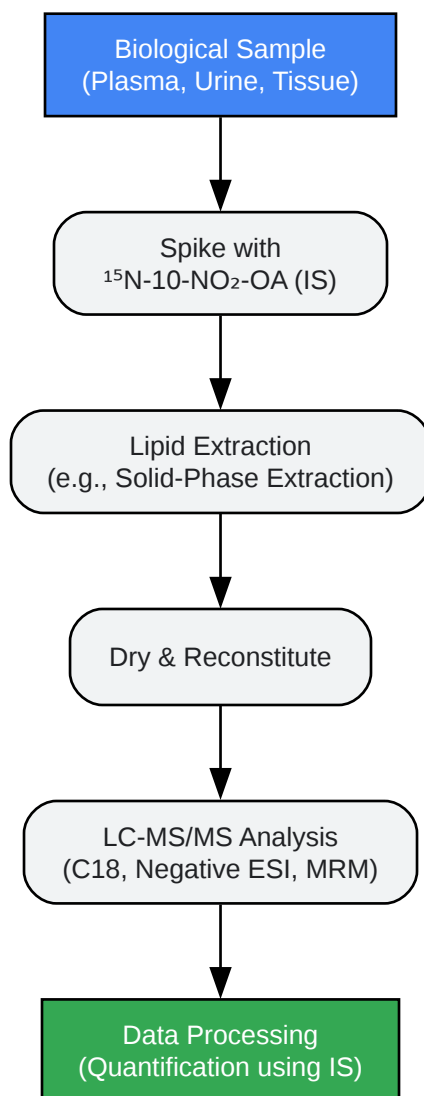 Biological Sample
(Plasma, Urine, Tissue)
Spike with
¹⁵N-10-NO₂-OA (IS)
Lipid Extraction
(e.g., Solid-Phase Extraction)
Dry & Reconstitute
LC-MS/MS Analysis
(C18, Negative ESI, MRM)
Data Processing
(Quantification using IS)